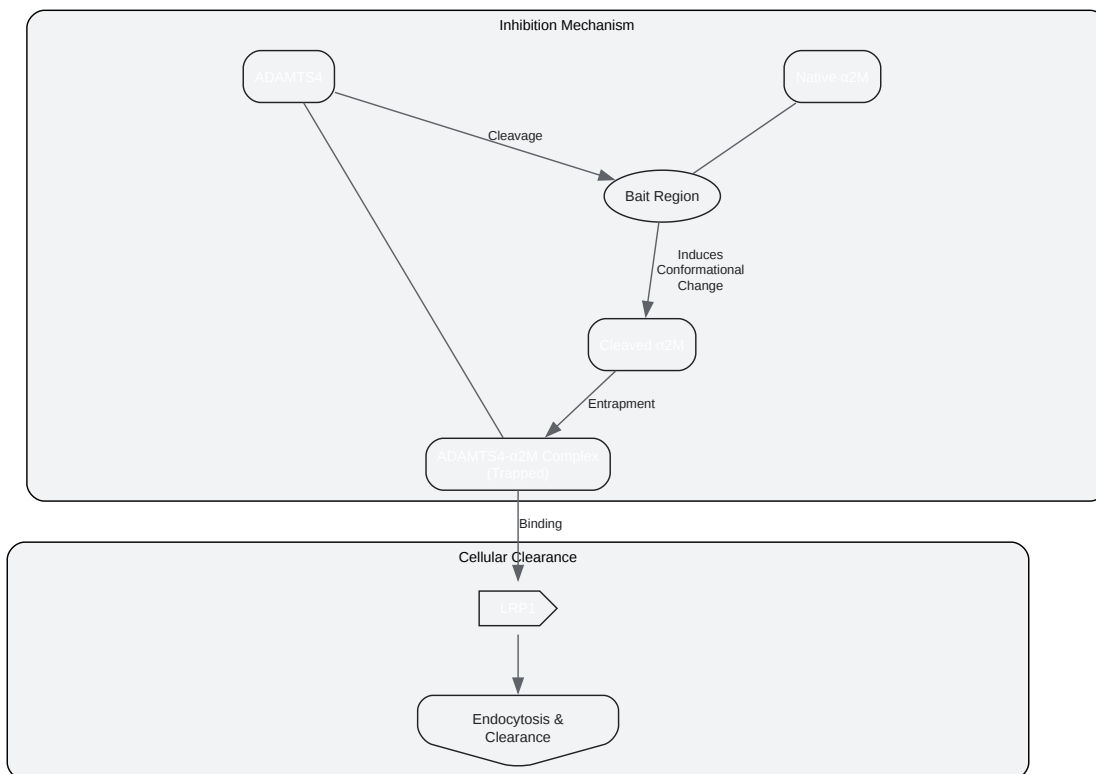 Inhibition Mechanism
ADAMTS4
Native α2M
Cleavage
Bait Region
Induces
Conformational
Change
Cleaved α2M
Entrapment
ADAMTS4-α2M Complex
(Trapped)
Binding
Cellular Clearance
LRP1
Endocytosis &
Clearance